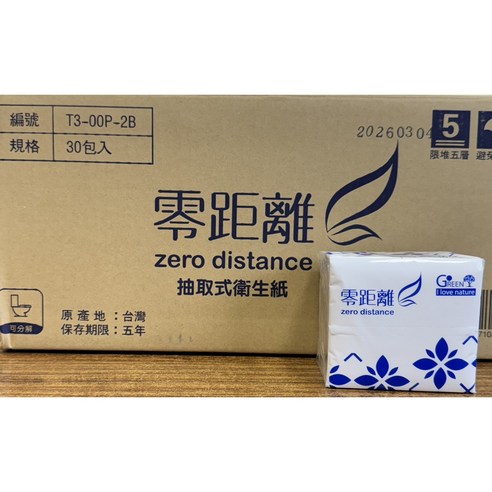 編號 T3-00P-2B
規格 30包入
20260304
5
限堆五層
零距離
zero distance
抽取式衛生紙
可分解
原產地：台灣
保存期限：五年
GREEN
I love nature
零距離
zero distance